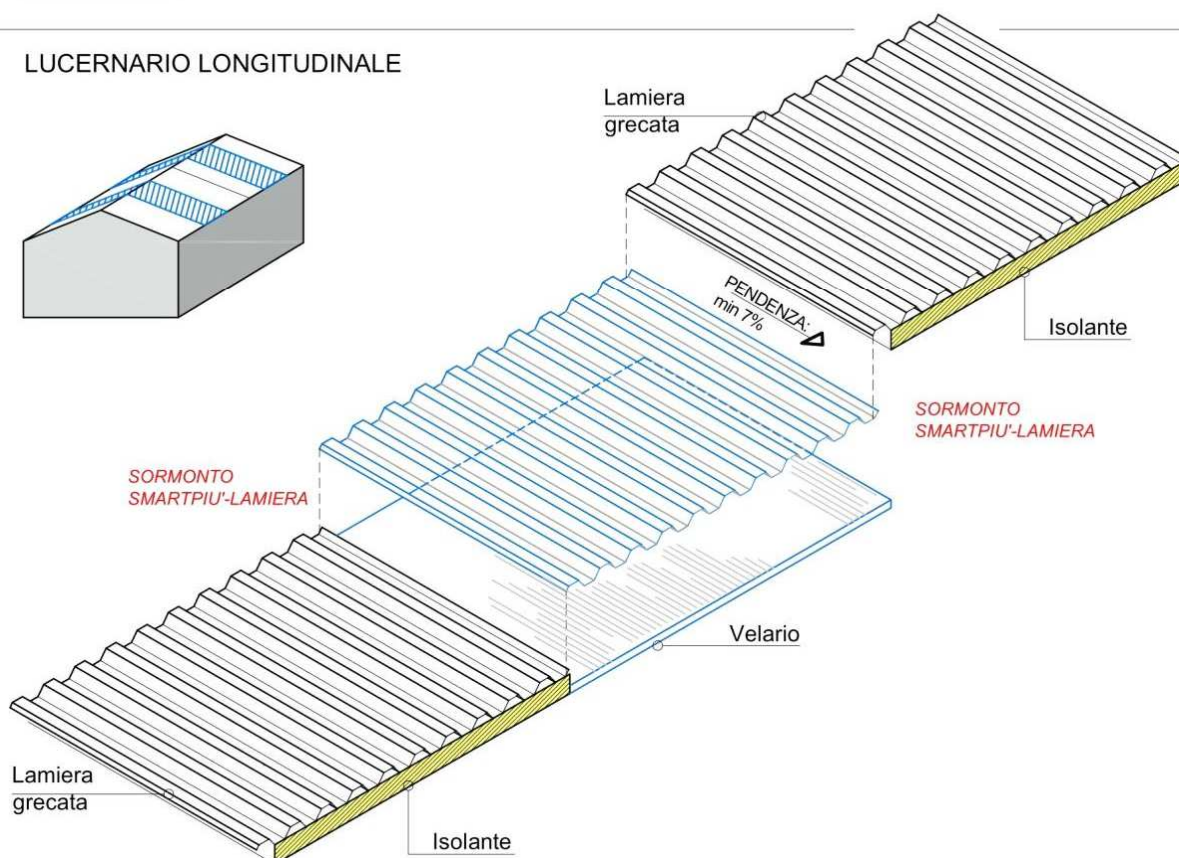 LUCERNARIO LONGITUDINALE
Lamiera
grecata
PENDENZA:
min 7%
Isolante
SORMONTO
SMARTPIU'-LAMIERA
SORMONTO
SMARTPIU'-LAMIERA
Velario
Lamiera
grecata
Isolante